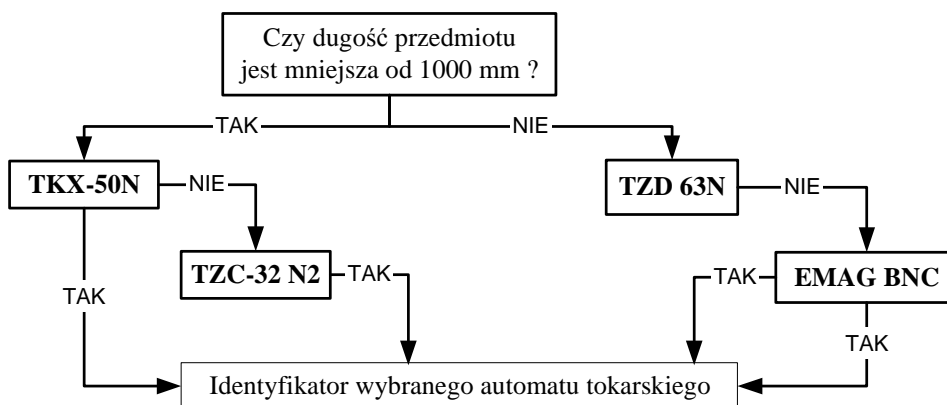 Czy dugość przedmiotu
jest mniejsza od 1000 mm ?
TAK
NIE
TKX-50N
NIE
TZD 63N
NIE
TZC-32 N2
TAK
TAK
EMAG BNC
TAK
TAK
Identyfikator wybranego automatu tokarskiego